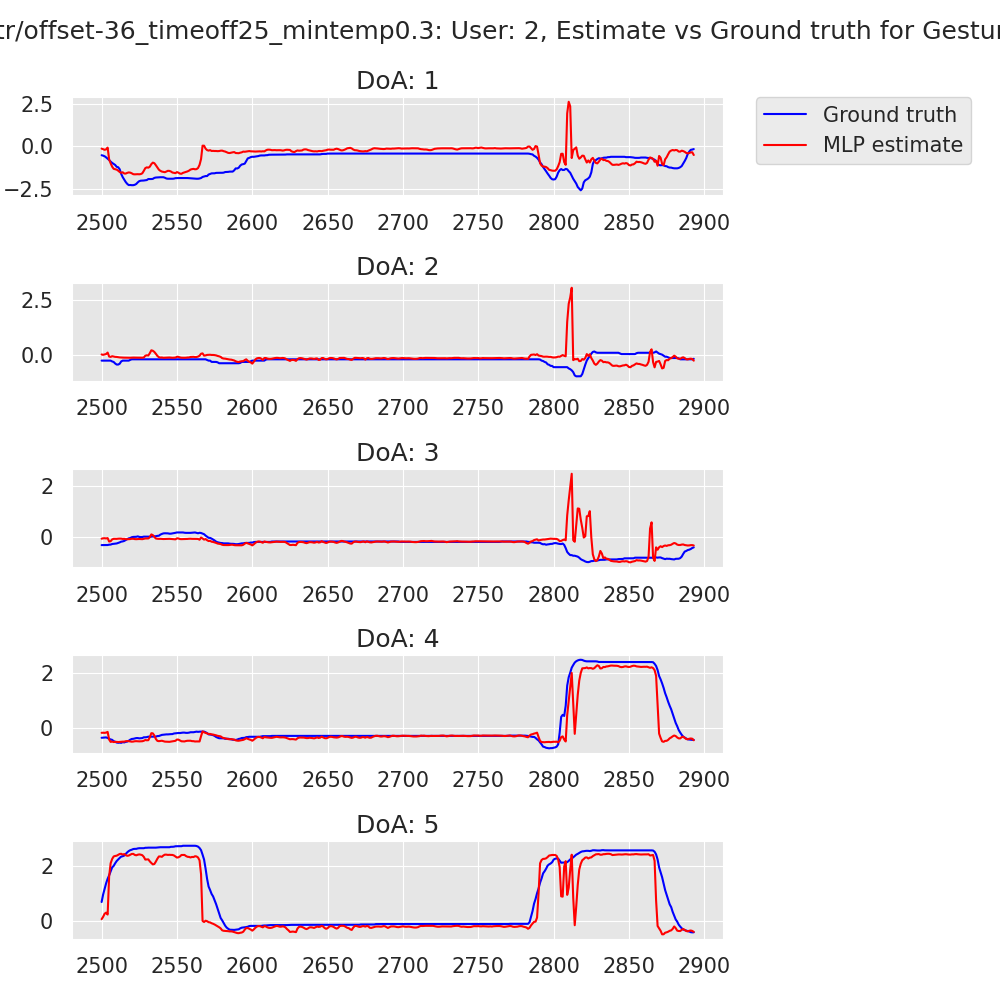 tr/offset-36_timeoff25_mintemp0.3: User: 2, Estimate vs Ground truth for Gestur
DoA: 1
2.5
0.0
−2.5
2500 2550 2600 2650 2700 2750 2800 2850 2900
Ground truth
MLP estimate
DoA: 2
2.5
0.0
2500 2550 2600 2650 2700 2750 2800 2850 2900
DoA: 3
2
0
2500 2550 2600 2650 2700 2750 2800 2850 2900
DoA: 4
2
0
2500 2550 2600 2650 2700 2750 2800 2850 2900
DoA: 5
2
0
2500 2550 2600 2650 2700 2750 2800 2850 2900